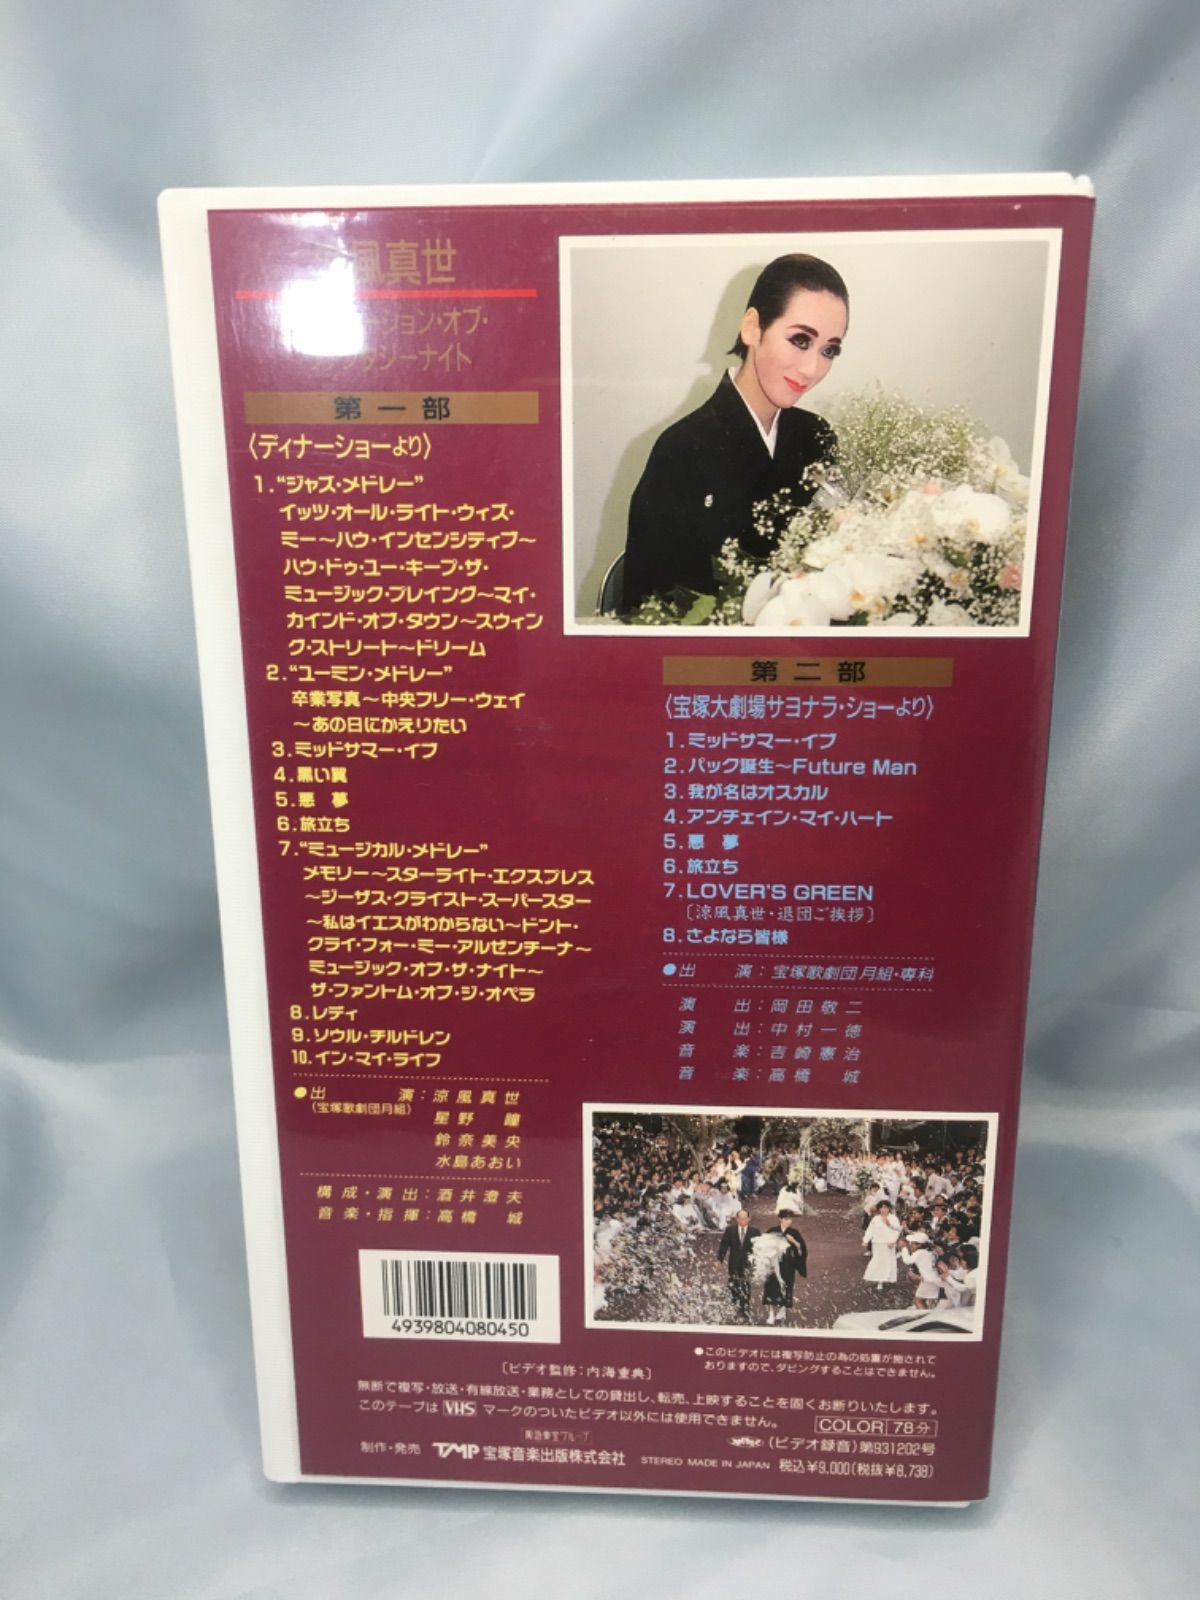 風真世
ーション・オブ・
タシーナイト
第一部
〈ディナーショーより〉
1.“ジャズ・メドレー”
イッツ・オール・ライト・ウィズ・
ミー～ハウ・インセンシティブ～
ハウ・ドゥ・ユー・キープ・ザ・
ミュージック・プレイング～マイ・
カインド・オブ・タウン～スウィン
グ・ストリート～ドリーム
2.“ユーミン・メドレー”
卒業写真～中央フリー・ウェイ
～あの日にかえりたい
3.ミッドサマー・イブ
4.黒い翼
5.悪 夢
6.旅立ち
7.“ミュージカル・メドレー”
メモリー～スターライト・エクスプレス
～ジーザス・クライスト・スーパースター
～私はイエスがわからない～ドント・
クライ・フォー・ミー・アルゼンチーナ～
ミュージック・オブ・ザ・ナイト～
ザ・ファントム・オブ・ジ・オペラ
8.レディ
9.ソウル・チルドレン
10.イン・マイ・ライフ
●出 演：涼風真世
(宝塚歌劇団月組)
星野 瞳
鈴奈美央
水島あおい
構成・演出：酒井澄夫
音楽・指揮：高橋 城
4939804080450
第二部
〈宝塚大劇場サヨナラ・ショーより〉
1.ミッドサマー・イブ
2.パック誕生～Future Man
3.我が名はオスカル
4.アンチェイン・マイ・ハート
5.悪 夢
6.旅立ち
7.LOVER'S GREEN
〔涼風真世・退団ご挨拶〕
8.さよなら皆様
●出 演：宝塚歌劇団月組・専科
演 出：岡田敬二
演 出：中村一徳
音 楽：吉崎憲治
音 楽：高橋 城
●このビデオには複写防止の為の処置が施されて
おりますので、ダビングすることはできません。
〔ビデオ監修：内海重典〕
無断で複写・放送・有線放送・業務としての貸出し、転売、上映することを固くお断りいたします。
このテープは VHS マークのついたビデオ以外には使用できません。
COLOR 78分
阪急東宝グループ
(ビデオ録音)第931202号
制作・発売 TMP 宝塚音楽出版株式会社 STEREO MADE IN JAPAN 税込¥9,000(税抜¥8,738)